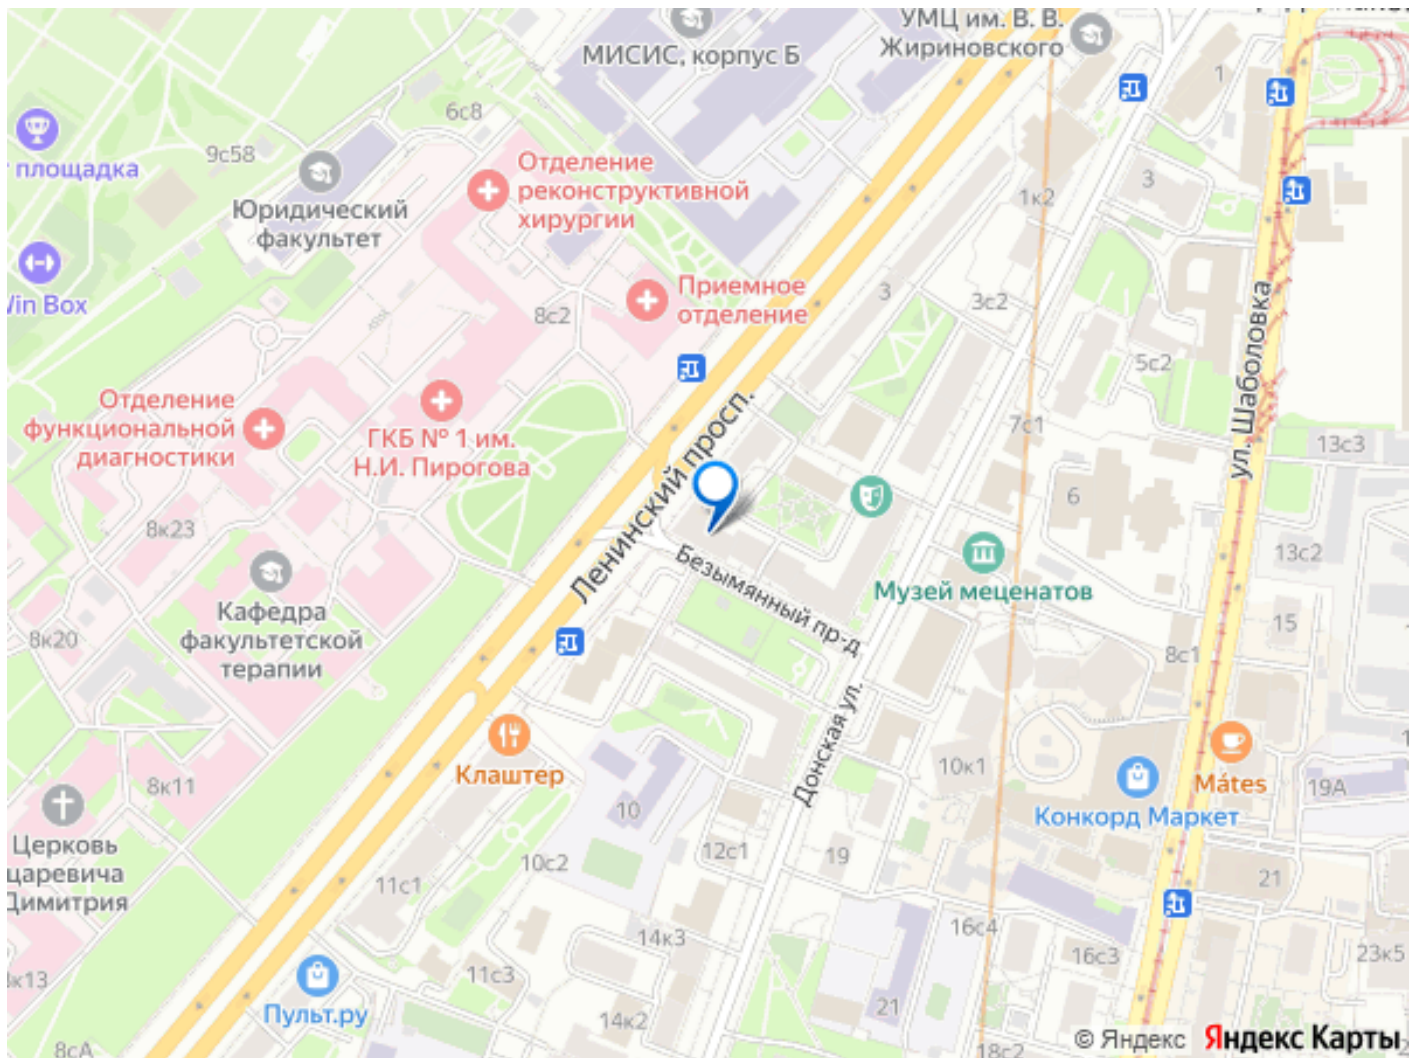 УМЦ им. В. В.
Жириновского
МИСИС, корпус Б
1
6с8
9с58
площадка
Отделение
реконструктивной
хирургии
3
1к2
Юридический
факультет
Win Box
Приемное
отделение
8с2
3
3с2
ул. Шаболовка
5с2
Отделение
функциональной
диагностики
ГКБ № 1 им.
Н.И. Пирогова
Ленинский просп.
7с1
13с3
6
8к23
Безымянный пр-д
Музей меценатов
13с2
Кафедра
факультетской
терапии
8к20
15
8с1
Донская ул.
Клаштер
10к1
Mátes
8к11
10
19А
Конкорд Маркет
Церковь
царевича
Димитрия
12с1
19
10с2
11с1
21
16с4
14к3
16с3
23к5
8к13
11с3
Пульт.ру
21
14к2
8сА
18с2
© Яндекс Яндекс Карты